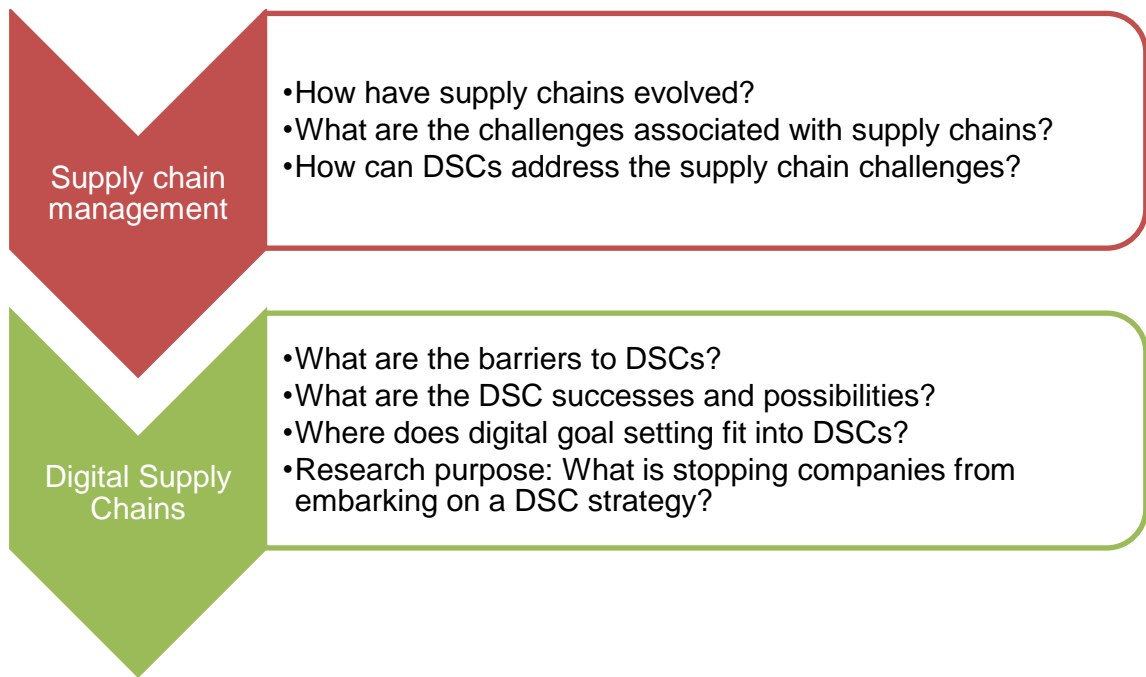 Supply chain
management
•How have supply chains evolved?
•What are the challenges associated with supply chains?
•How can DSCs address the supply chain challenges?
Digital Supply
Chains
•What are the barriers to DSCs?
•What are the DSC successes and possibilities?
•Where does digital goal setting fit into DSCs?
•Research purpose: What is stopping companies from
embarking on a DSC strategy?